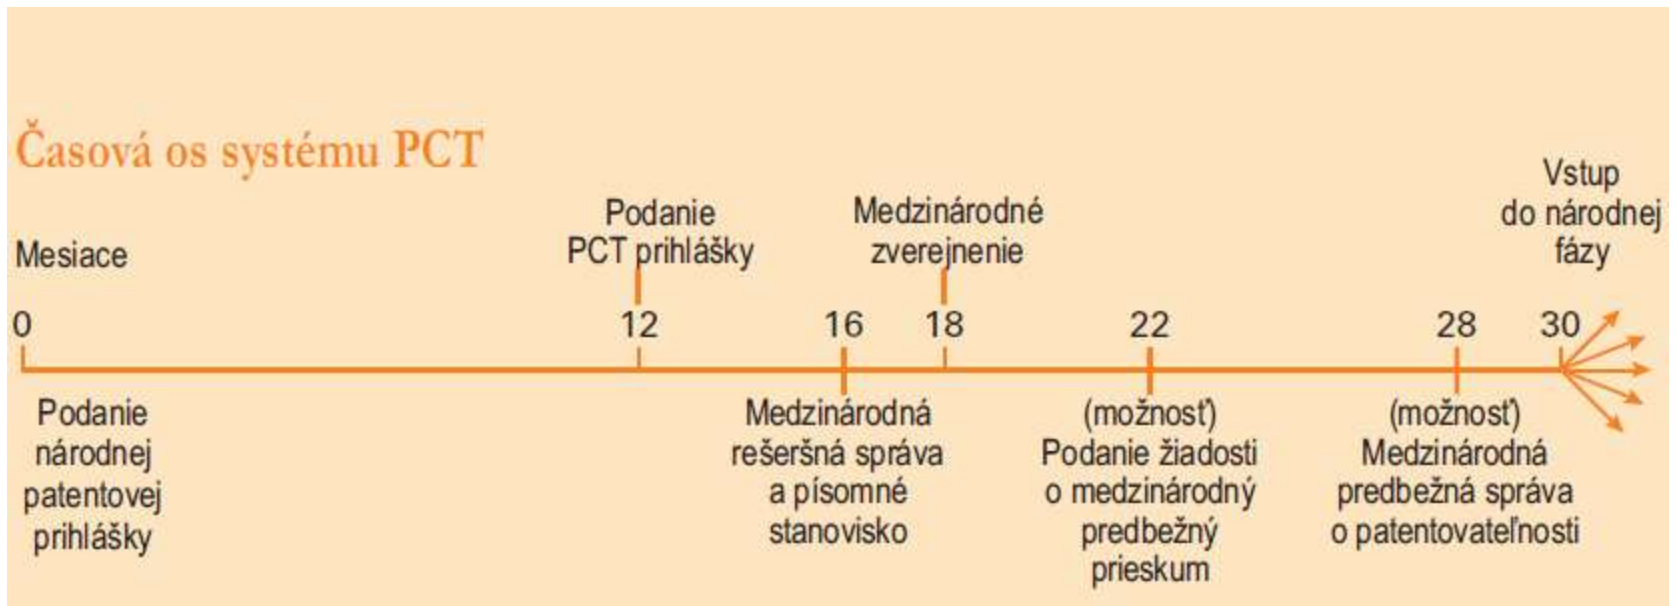 Časová os systému PCT
Mesiace
0
Podanie
národnej
patentovej
prihlášky
Podanie
PCT prihlášky
12
16
Medzinárodná
rešeršná správa
a písomné
stanovisko
Medzinárodné
zverejnenie
18
22
(možnosť)
Podanie žiadosti
o medzinárodný
predbežný
prieskum
28
(možnosť)
Medzinárodná
predbežná správa
o patentovateľnosti
Vstup
do národnej
fázy
30